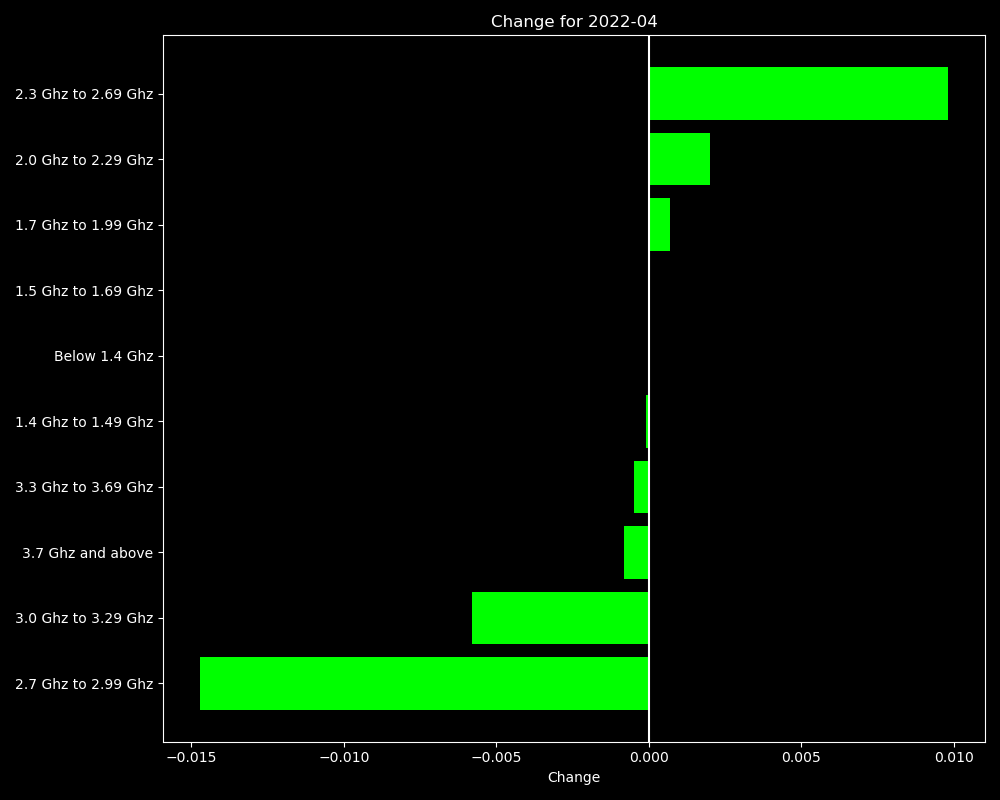 Change for 2022-04
2.3 Ghz to 2.69 Ghz
2.0 Ghz to 2.29 Ghz
1.7 Ghz to 1.99 Ghz
1.5 Ghz to 1.69 Ghz
Below 1.4 Ghz
1.4 Ghz to 1.49 Ghz
3.3 Ghz to 3.69 Ghz
3.7 Ghz and above
3.0 Ghz to 3.29 Ghz
2.7 Ghz to 2.99 Ghz
−0.015 −0.010 −0.005 0.000 0.005 0.010
Change